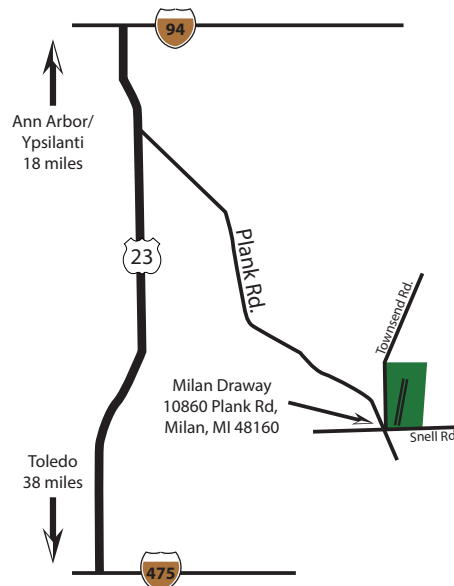 94
Ann Arbor/
Ypsilanti
18 miles
23
Plank Rd.
Townsend Rd.
Milan Draway
10860 Plank Rd,
Milan, MI 48160
Snell Rd
Toledo
38 miles
475